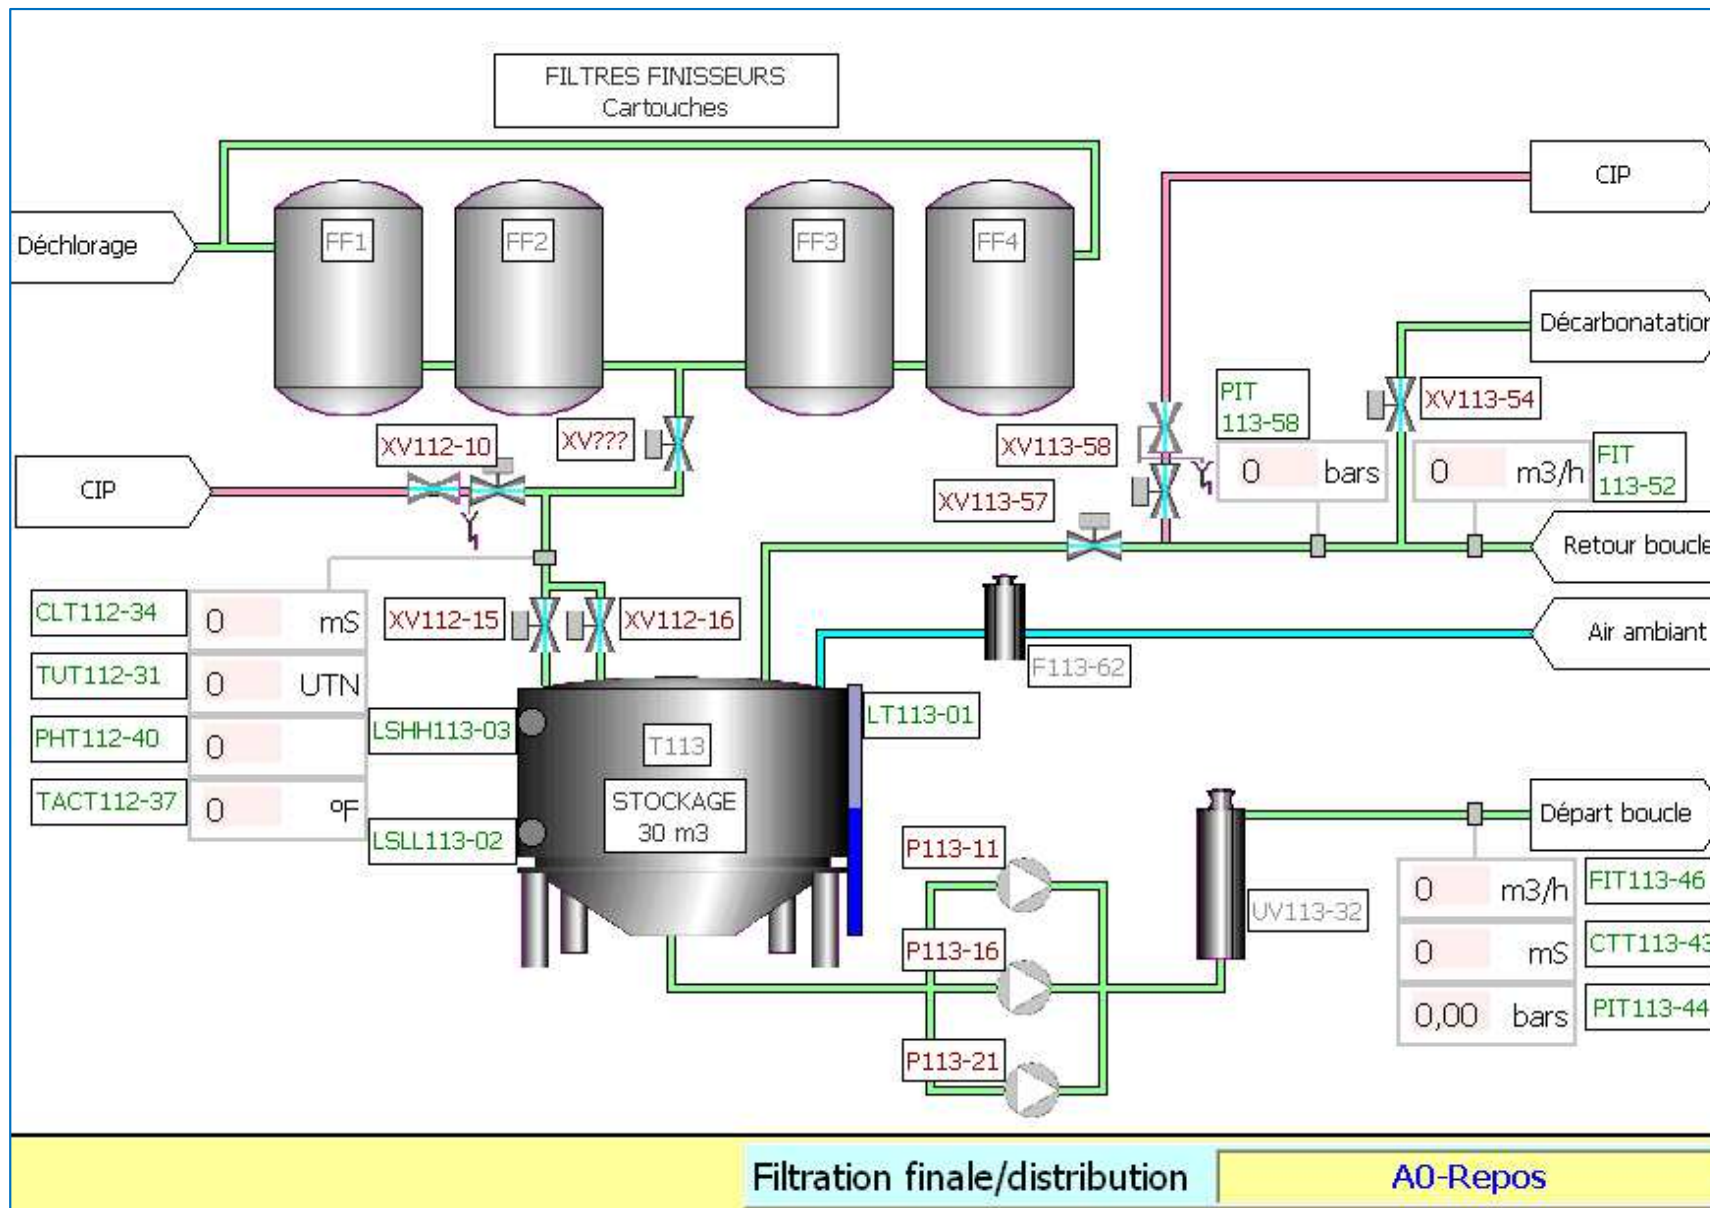 FILTRES FINISSEURS
Cartouches
CIP
Déchlorage
FF1
FF2
FF3
FF4
Décarbonatation
PIT
113-58
XV113-54
XV112-10
XV???
XV113-58
0 bars
0 m3/h
FIT
113-52
CIP
XV113-57
Retour boucle
CLT112-34
0 mS
XV112-15
XV112-16
Air ambiant
F113-62
TUT112-31
0 UTN
PHT112-40
0
LSHH113-03
T113
LT113-01
TACT112-37
0 °F
STOCKAGE
30 m3
LSLL113-02
Départ boucle
P113-11
0 m3/h
FIT113-46
UV113-32
P113-16
0 mS
CTT113-43
0,00 bars
PIT113-44
P113-21
Filtration finale/distribution
A0-Repos